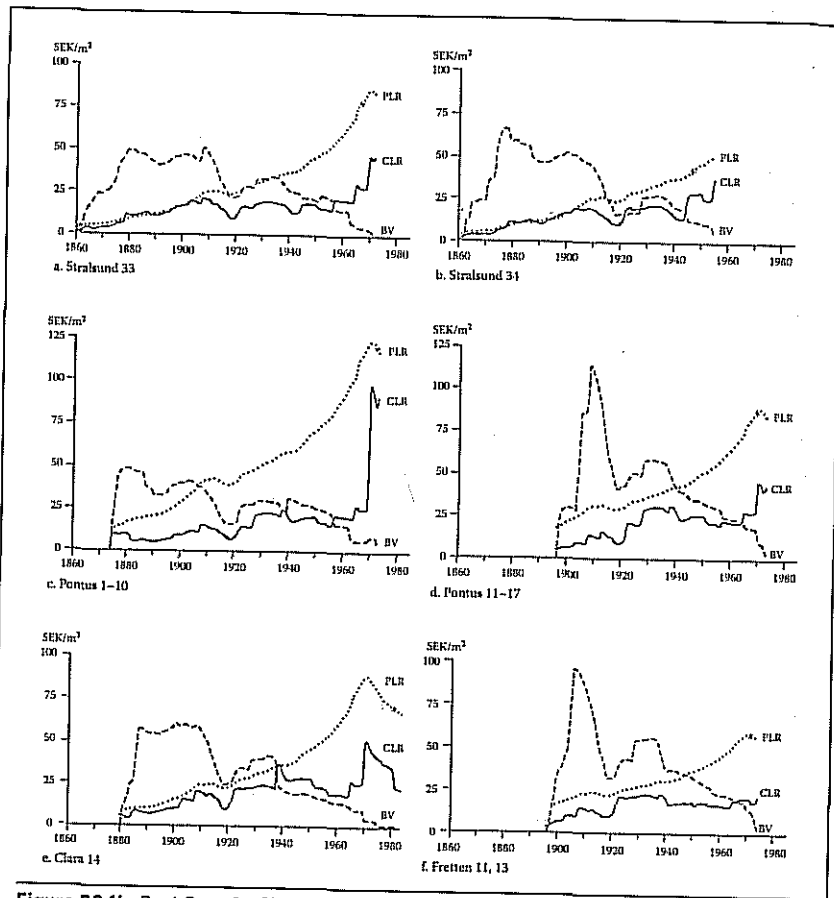 SEK/m²
100
75
50
25
0
PLR
CLR
BV
1860 1880 1900 1920 1940 1960 1980
a. Stralsund 33
SEK/m²
100
75
50
25
0
PLR
CLR
BV
1860 1880 1900 1920 1940 1960 1980
b. Stralsund 34
SEK/m²
125
100
75
50
25
0
PLR
CLR
BV
1860 1880 1900 1920 1940 1960 1980
c. Pontus 1-10
SEK/m²
125
100
75
50
25
0
PLR
CLR
BV
1860 1880 1900 1920 1940 1960 1980
d. Pontus 11-17
SEK/m²
100
75
50
25
0
PLR
CLR
BV
1860 1880 1900 1920 1940 1960 1980
e. Clara 14
SEK/m²
100
75
50
25
0
PLR
CLR
BV
1860 1880 1900 1920 1940 1960 1980
f. Fretten 11, 13